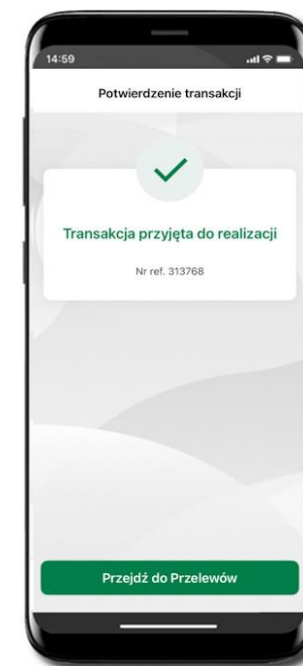 14:59
Potwierdzenie transakcji
Transakcja przyjęta do realizacji
Nr ref. 313768
Przejdź do Przelewów